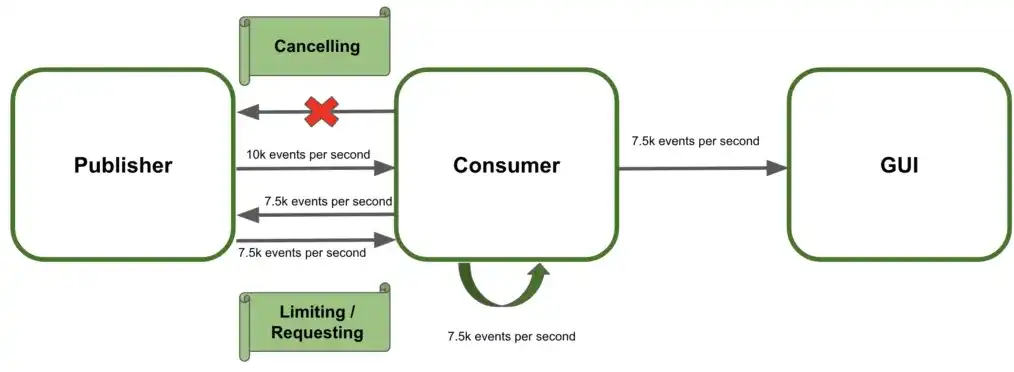 Cancelling
Publisher
Consumer
GUI
10k events per second
7.5k events per second
7.5k events per second
7.5k events per second
Limiting /
Requesting
7.5k events per second